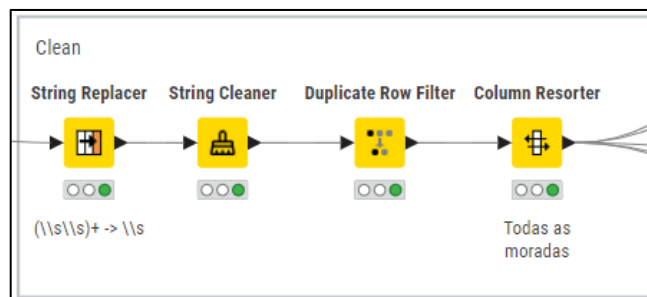 Clean
String Replacer
String Cleaner
Duplicate Row Filter
Column Resorter
(\\s\\s)+ -> \\s
Todas as
moradas